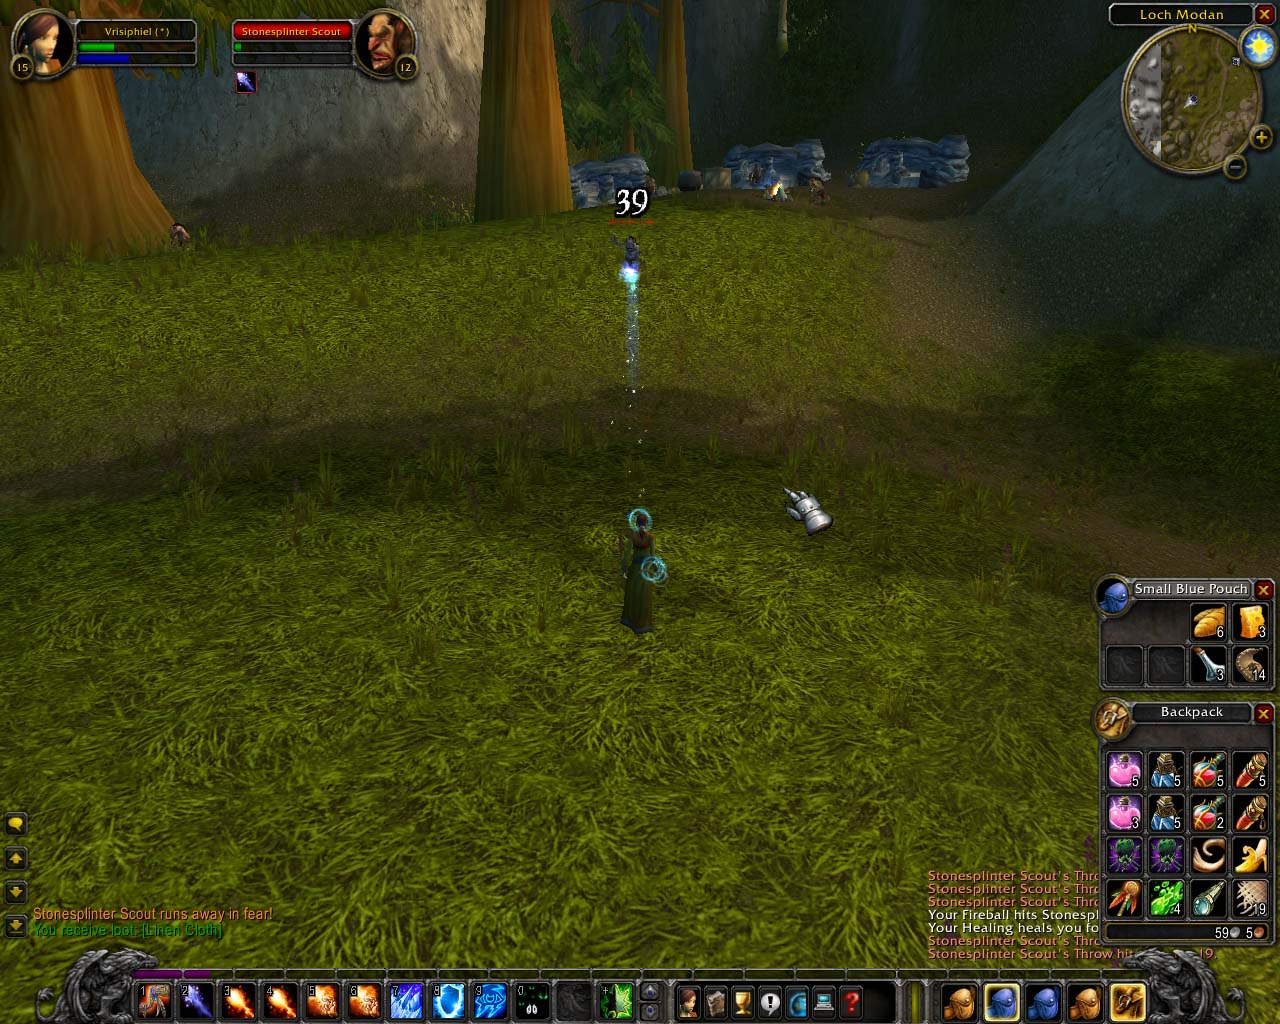 Vrisiphiel (*)
15
Stonesplinter Scout
12
Loch Modan
N
39
Small Blue Pouch
6
3
3
14
Backpack
5
5
5
5
3
5
2
4
19
59 5
Stonesplinter Scout's Thro
Stonesplinter Scout's Thro
Stonesplinter Scout's Thro
Your Fireball hits Stonespl
Your Healing heals you fo
Stonesplinter Scout's Thro
Stonesplinter Scout's Throw hit 19.
Stonesplinter Scout runs away in fear!
You receive loot: [Linen Cloth]
1 2 3 4 5 6 7 8 9 0 +